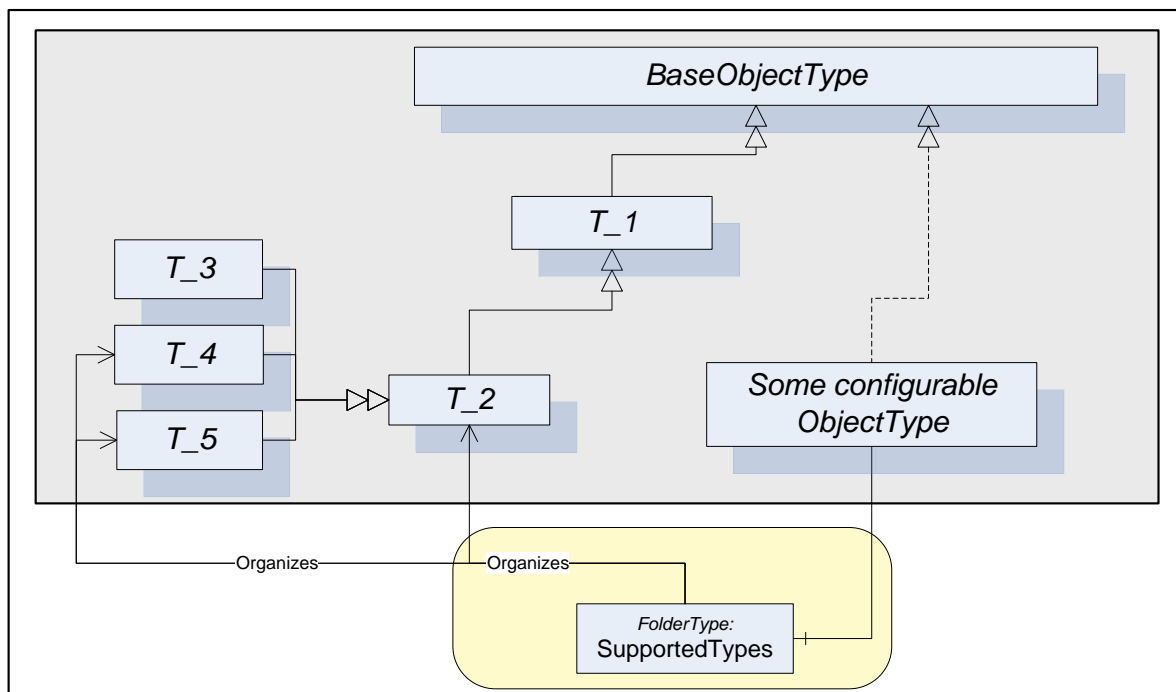 BaseObjectType
T_1
T_3
T_4
T_2
Some configurable
ObjectType
T_5
Organizes
Organizes
FolderType:
SupportedTypes